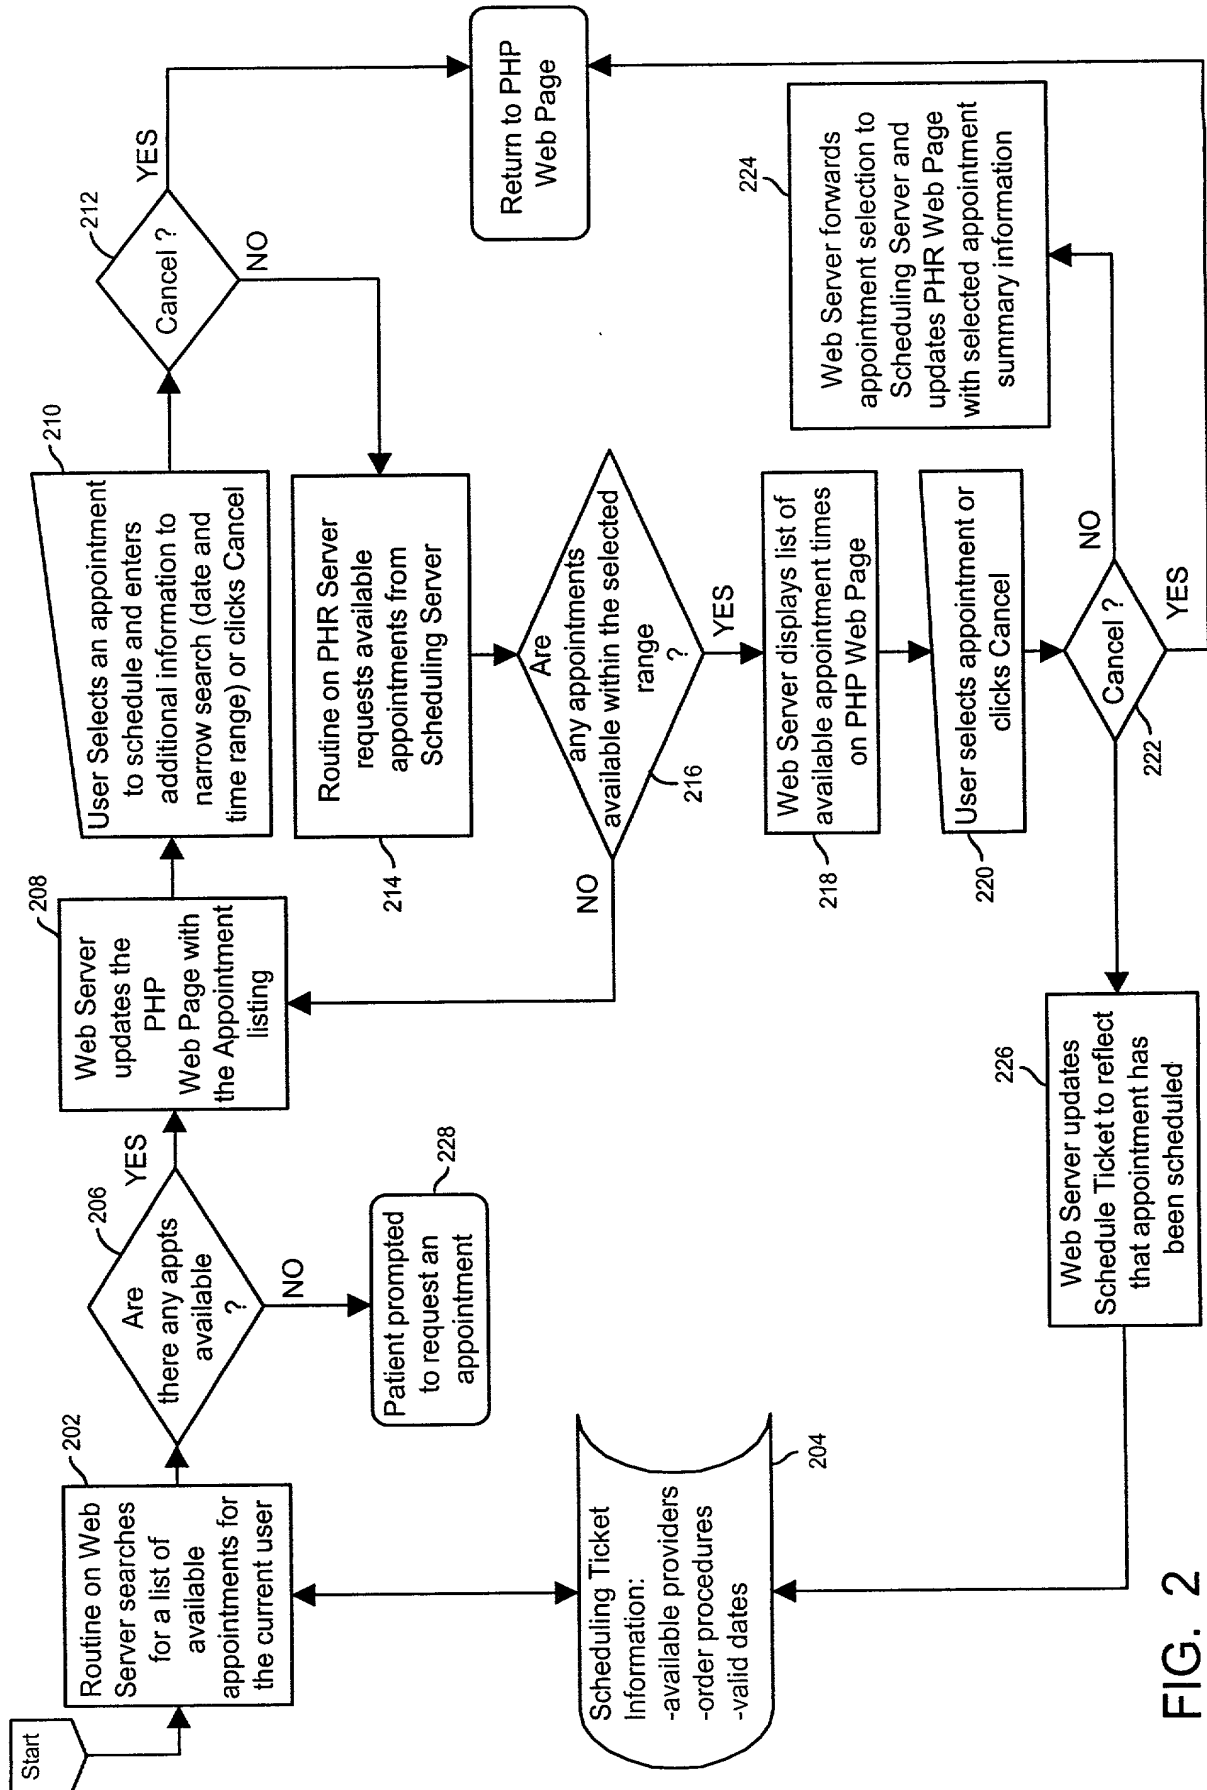 Start
Routine on Web
Server searches
for a list of
available
appointments for
the current user
202
Are
there any appts
available
?
206
YES
NO
Patient prompted
to request an
appointment
228
Web Server
updates the
PHP
Web Page with
the Appointment
listing
208
User Selects an appointment
to schedule and enters
additional information to
narrow search (date and
time range) or clicks Cancel
210
Cancel ?
212
YES
NO
Return to PHP
Web Page
Routine on PHR Server
requests available
appointments from
Scheduling Server
214
Are
any appointments
available within the selected
range
?
216
NO
YES
Web Server displays list of
available appointment times
on PHP Web Page
218
User selects appointment or
clicks Cancel
220
Cancel ?
222
NO
YES
Web Server forwards
appointment selection to
Scheduling Server and
updates PHR Web Page
with selected appointment
summary information
224
Web Server updates
Schedule Ticket to reflect
that appointment has
been scheduled
226
Scheduling Ticket
Information:
-available providers
-order procedures
-valid dates
204
FIG. 2